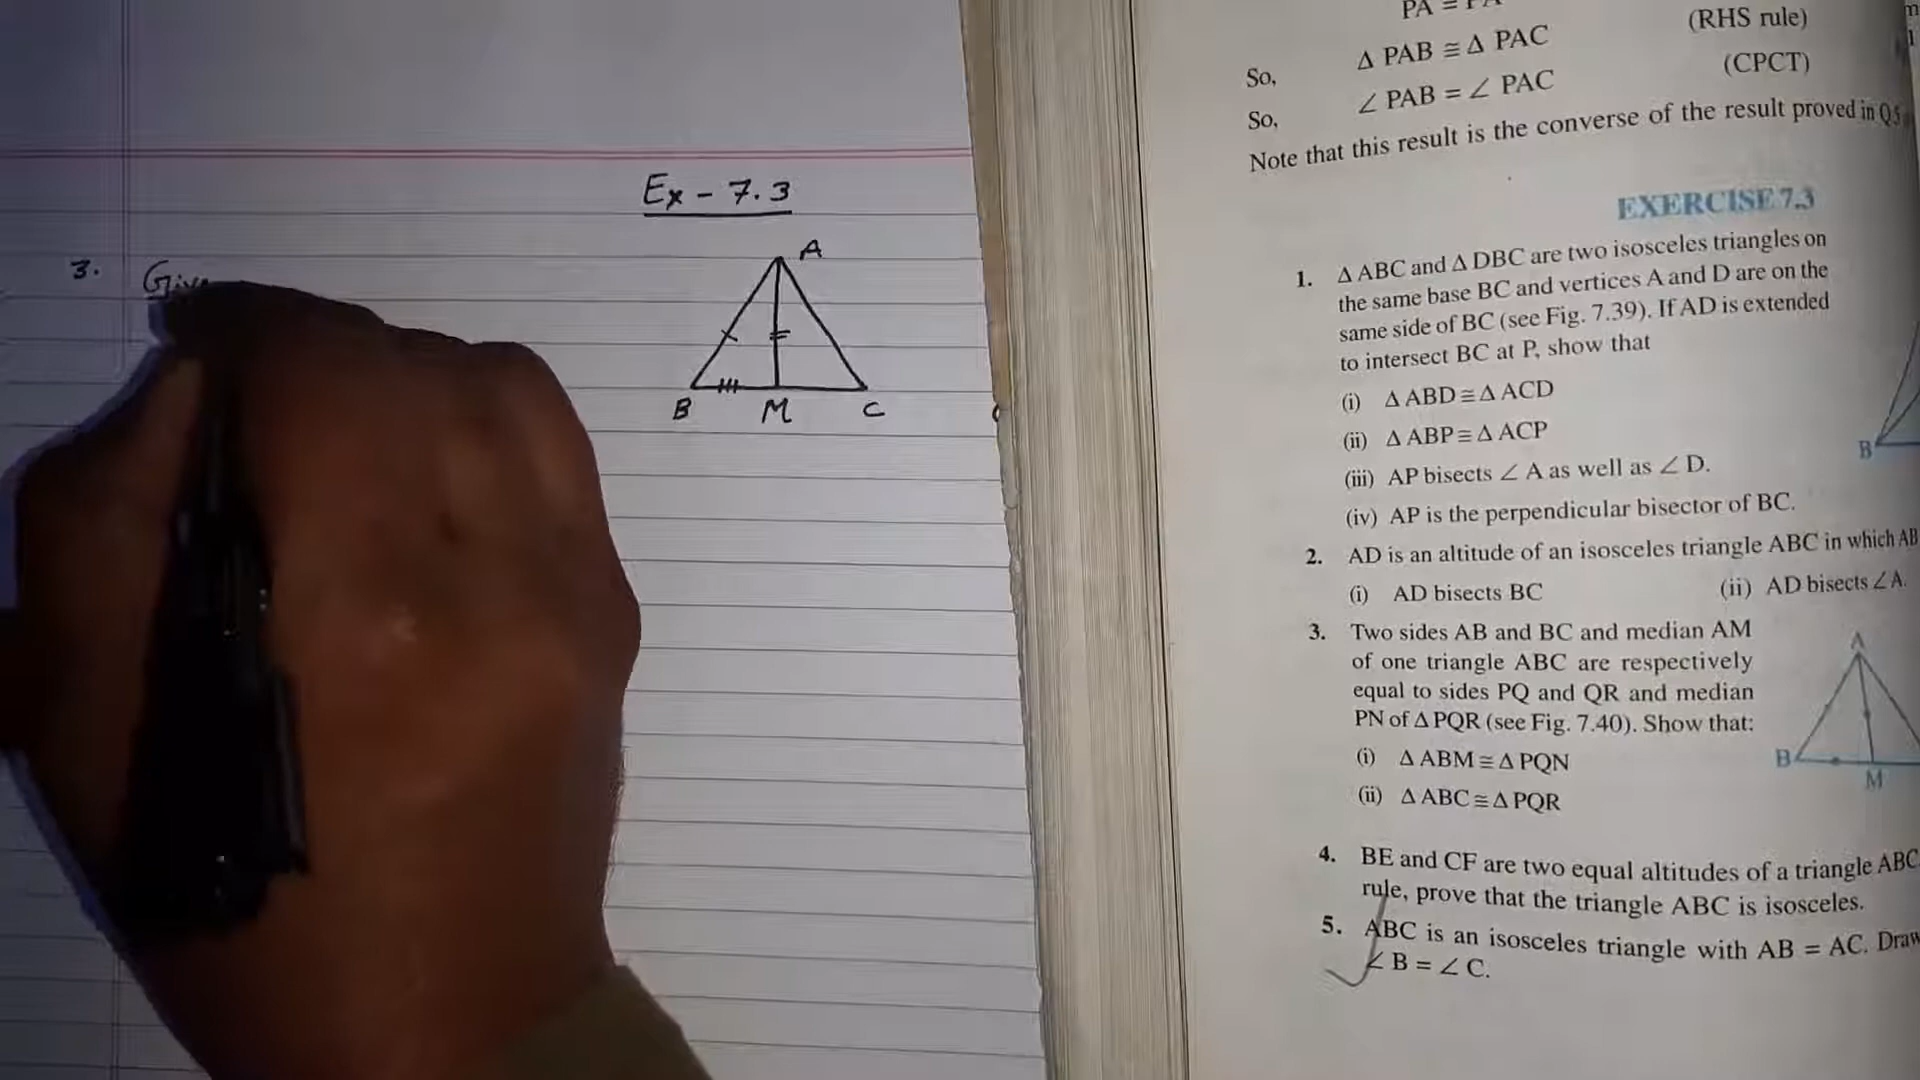 Ex - 7.3
3.
A
B M C
(RHS rule)
So, Δ PAB ≅ Δ PAC
(CPCT)
So, ∠ PAB = ∠ PAC
Note that this result is the converse of the result proved in Q5
EXERCISE 7.3
1. Δ ABC and Δ DBC are two isosceles triangles on
the same base BC and vertices A and D are on the
same side of BC (see Fig. 7.39). If AD is extended
to intersect BC at P, show that
(i) Δ ABD ≅ Δ ACD
(ii) Δ ABP ≅ Δ ACP
(iii) AP bisects ∠ A as well as ∠ D.
(iv) AP is the perpendicular bisector of BC.
B
2. AD is an altitude of an isosceles triangle ABC in which AB
(i) AD bisects BC (ii) AD bisects ∠ A.
3. Two sides AB and BC and median AM
of one triangle ABC are respectively
equal to sides PQ and QR and median
PN of Δ PQR (see Fig. 7.40). Show that:
(i) Δ ABM ≅ Δ PQN
(ii) Δ ABC ≅ Δ PQR
A
B
M
4. BE and CF are two equal altitudes of a triangle ABC
rule, prove that the triangle ABC is isosceles.
5. ABC is an isosceles triangle with AB = AC. Draw
∠ B = ∠ C.